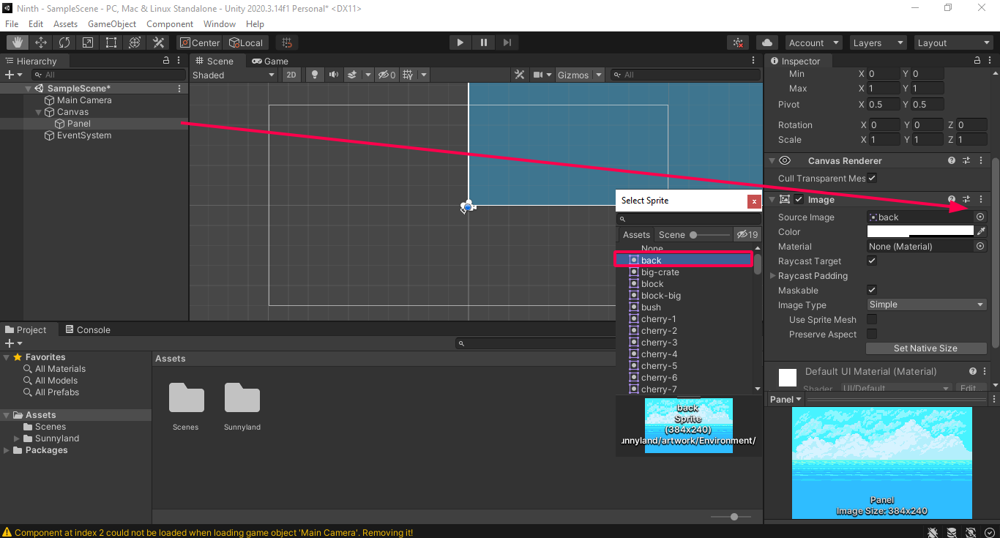 Ninth - SampleScene - PC, Mac & Linux Standalone - Unity 2020.3.14f1 Personal* <DX11>
File Edit Assets GameObject Component Window Help
Center Local Account Layers Layout
Hierarchy
All
SampleScene*
Main Camera
Canvas
Panel
EventSystem
Scene Game
Shaded 2D 0 Gizmos All
Inspector
Min X 0 Y 0
Max X 1 Y 1
Pivot X 0.5 Y 0.5
Rotation X 0 Y 0 Z 0
Scale X 1 Y 1 Z 1
Canvas Renderer
Cull Transparent Mes
Image
Source Image back
Color
Material None (Material)
Raycast Target
Raycast Padding
Maskable
Image Type Simple
Use Sprite Mesh
Preserve Aspect
Set Native Size
Default UI Material (Material)
Shader UI/Default Edit
Panel
Panel
Image Size: 384x240
Select Sprite
x
Assets Scene 19
None
back
big-crate
block
block-big
bush
cherry-1
cherry-2
cherry-3
cherry-4
cherry-5
cherry-6
cherry-7
back
Sprite
(384x240)
unnyland/artwork/Environment/
Project Console
Favorites
All Materials
All Models
All Prefabs
Assets
Scenes
Sunnyland
Packages
Assets
Scenes Sunnyland
Component at index 2 could not be loaded when loading game object 'Main Camera'. Removing it!